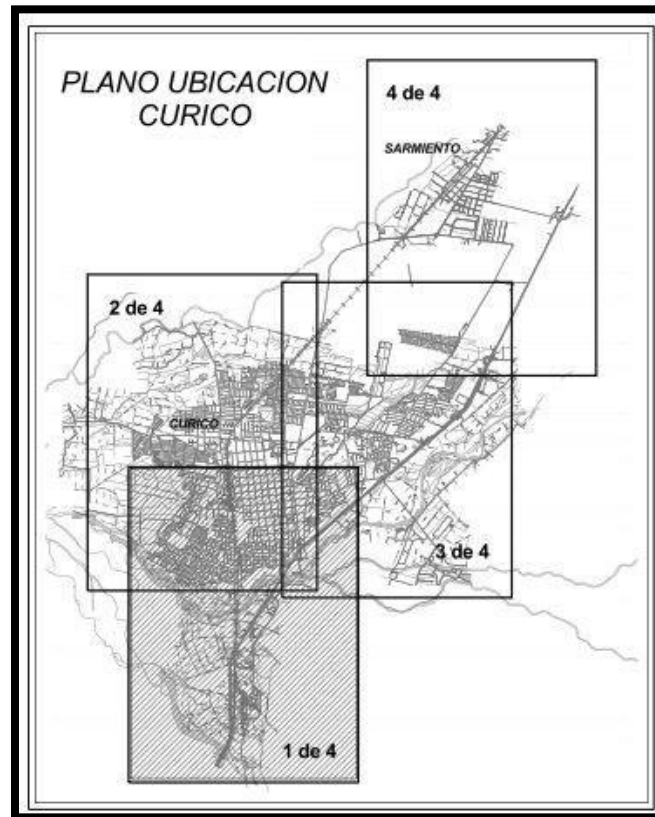 PLANO UBICACION
CURICO
4 de 4
SARMIENTO
2 de 4
CURICO
3 de 4
1 de 4